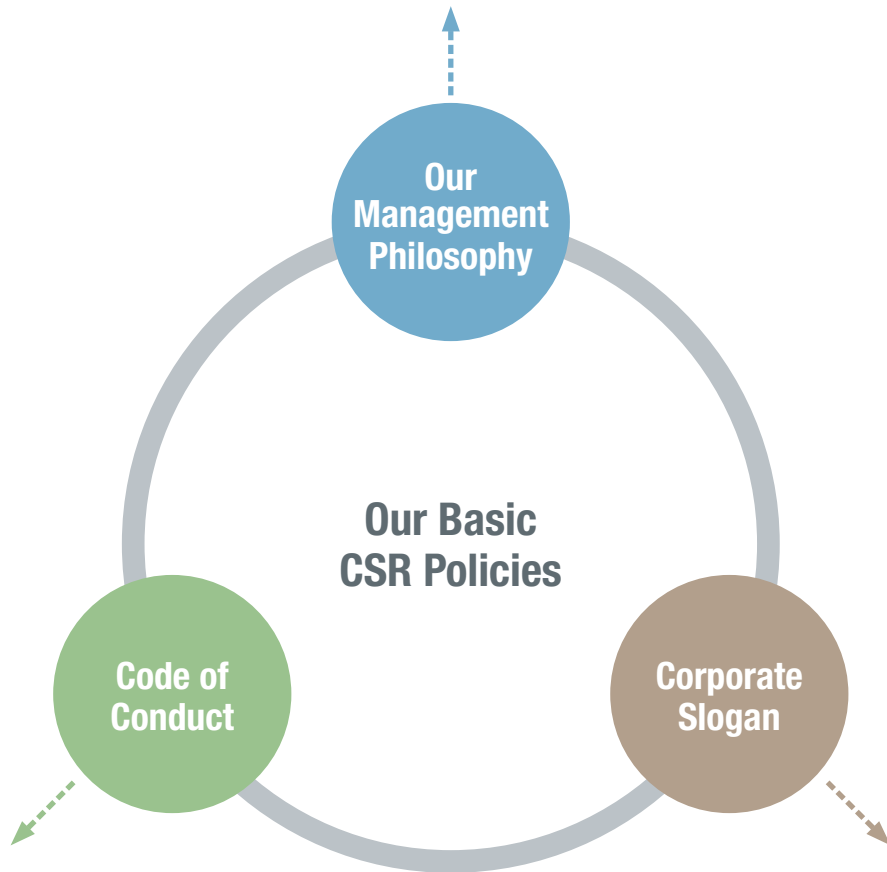 Our
Management
Philosophy
Our Basic
CSR Policies
Code of
Conduct
Corporate
Slogan